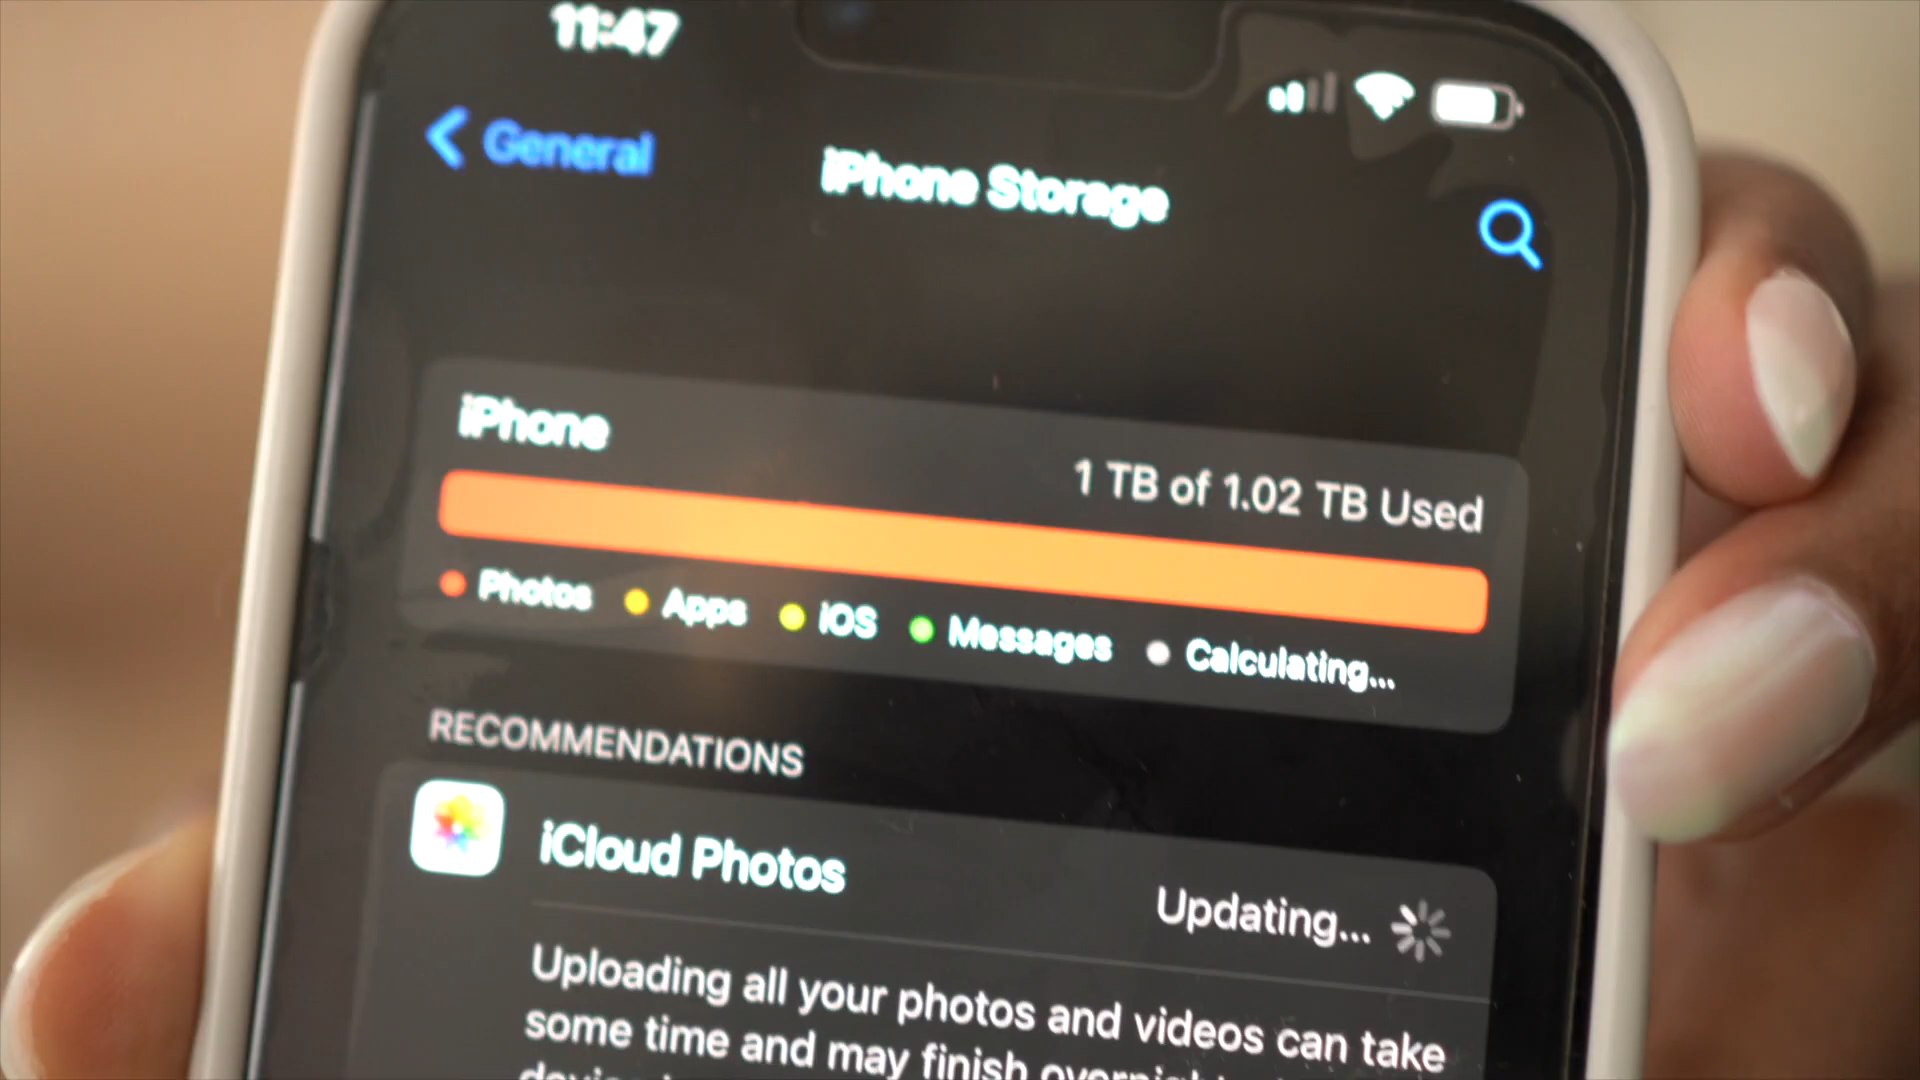 11:47
General
iPhone Storage
iPhone
1 TB of 1.02 TB Used
Photos Apps iOS Messages Calculating...
RECOMMENDATIONS
iCloud Photos
Updating...
Uploading all your photos and videos can take
some time and may finish